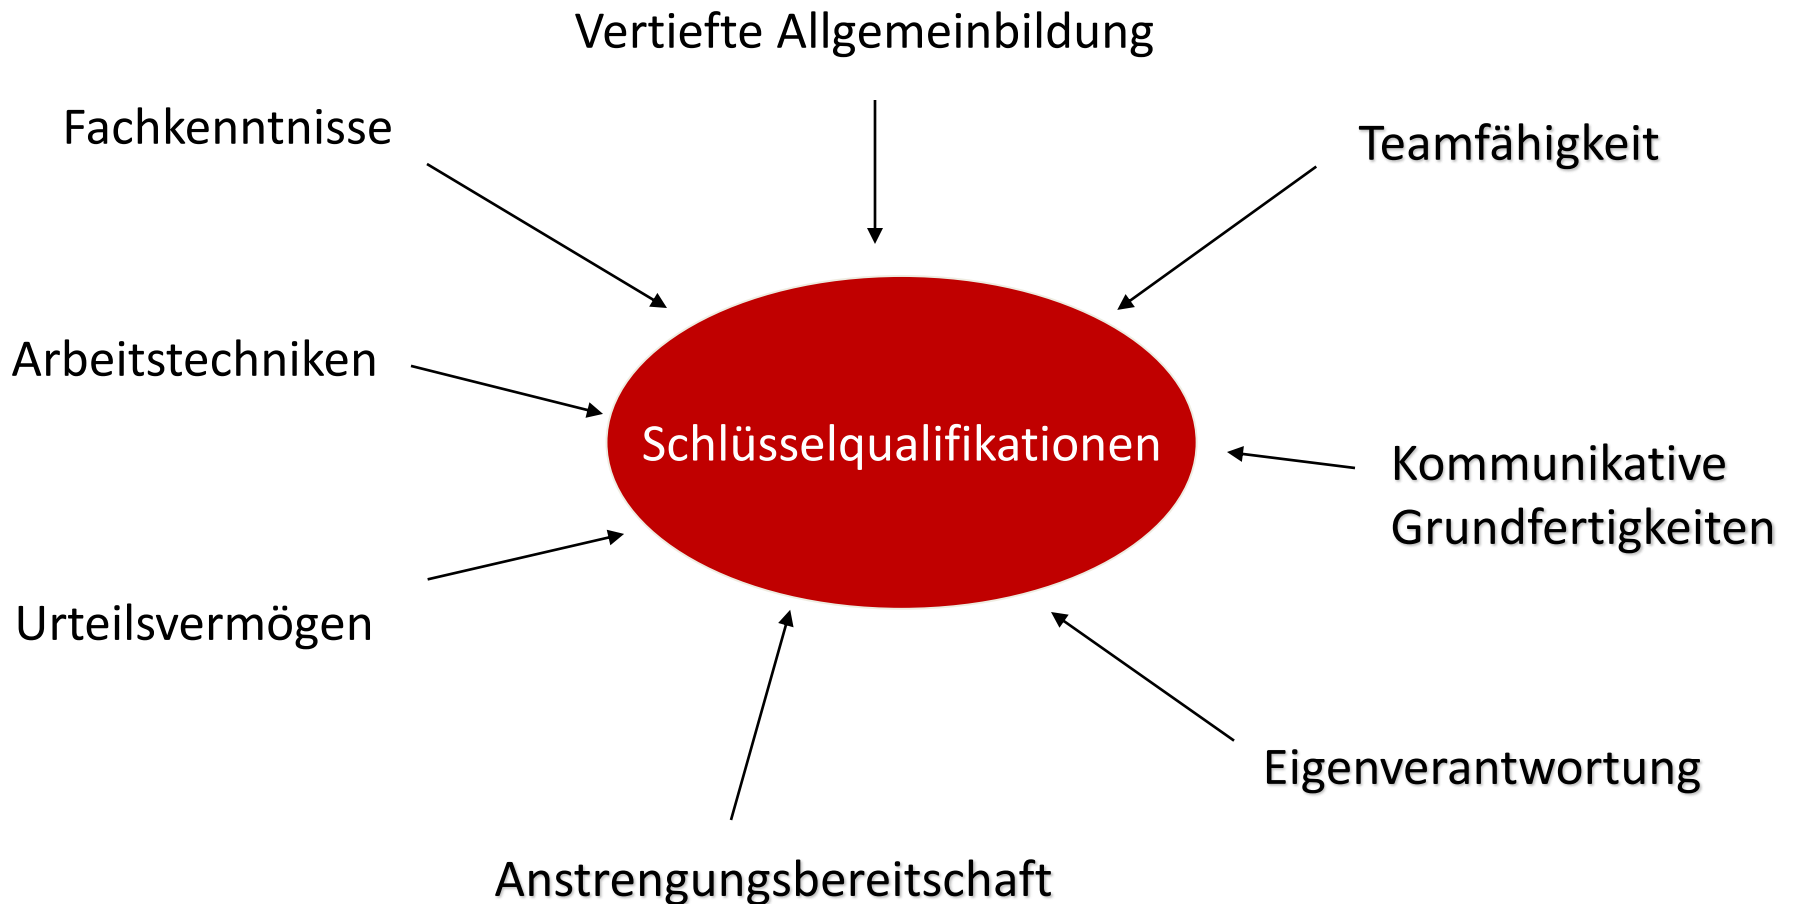 Vertiefte Allgemeinbildung
Fachkenntnisse
Teamfähigkeit
Arbeitstechniken
Schlüsselqualifikationen
Kommunikative
Grundfertigkeiten
Urteilsvermögen
Eigenverantwortung
Anstrengungsbereitschaft